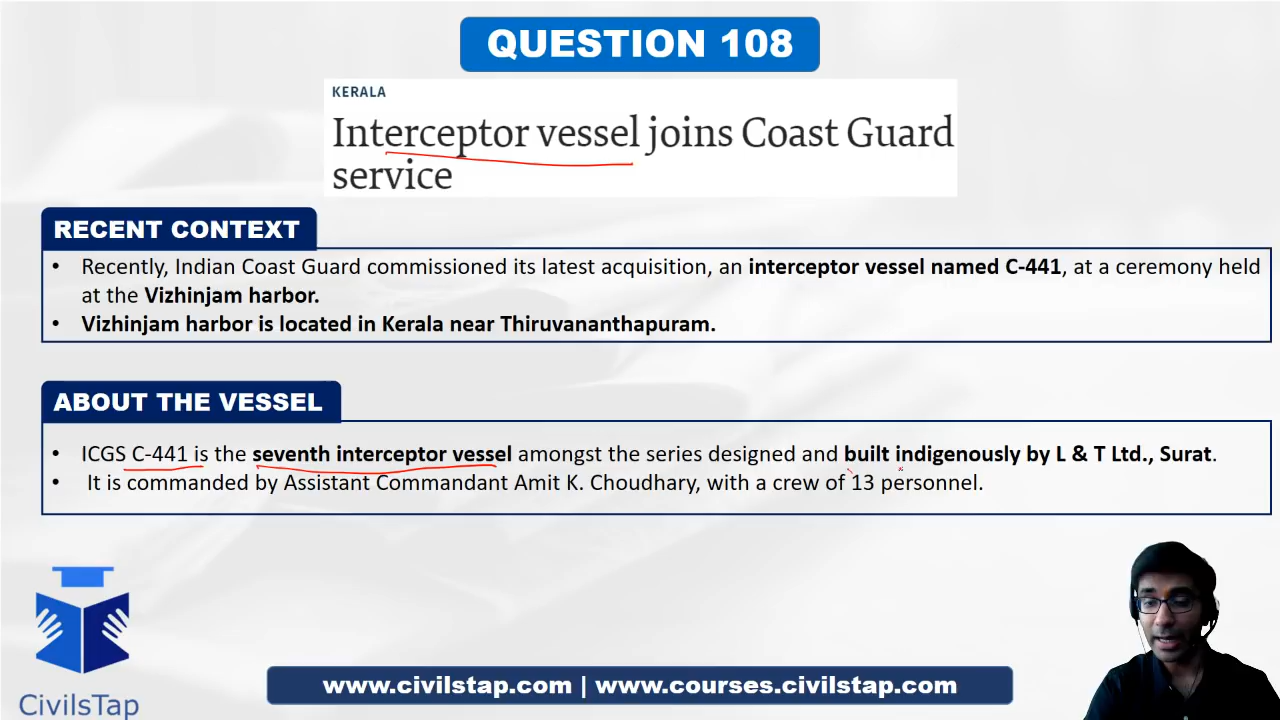 QUESTION 108
KERALA
Interceptor vessel joins Coast Guard
service
RECENT CONTEXT
• Recently, Indian Coast Guard commissioned its latest acquisition, an interceptor vessel named C-441, at a ceremony held
at the Vizhinjam harbor.
• Vizhinjam harbor is located in Kerala near Thiruvananthapuram.
ABOUT THE VESSEL
• ICGS C-441 is the seventh interceptor vessel amongst the series designed and built indigenously by L & T Ltd., Surat.
• It is commanded by Assistant Commandant Amit K. Choudhary, with a crew of 13 personnel.
CivilsTap
www.civilstap.com | www.courses.civilstap.com